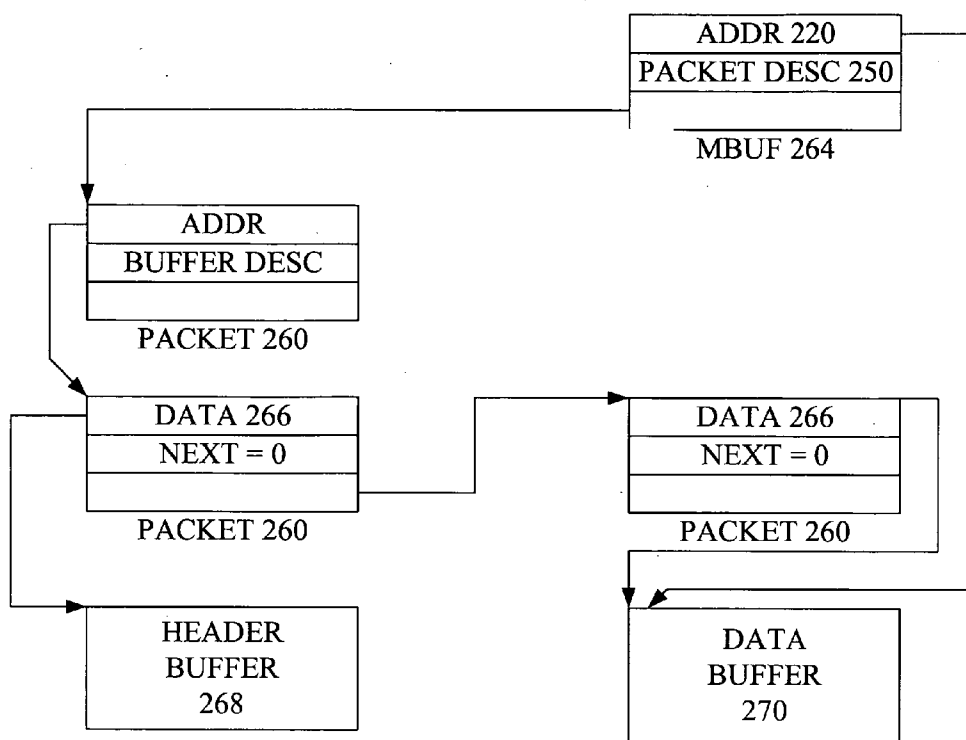 ADDR 220
PACKET DESC 250
MBUF 264
ADDR
BUFFER DESC
PACKET 260
DATA 266
NEXT = 0
PACKET 260
DATA 266
NEXT = 0
PACKET 260
HEADER
BUFFER
268
DATA
BUFFER
270